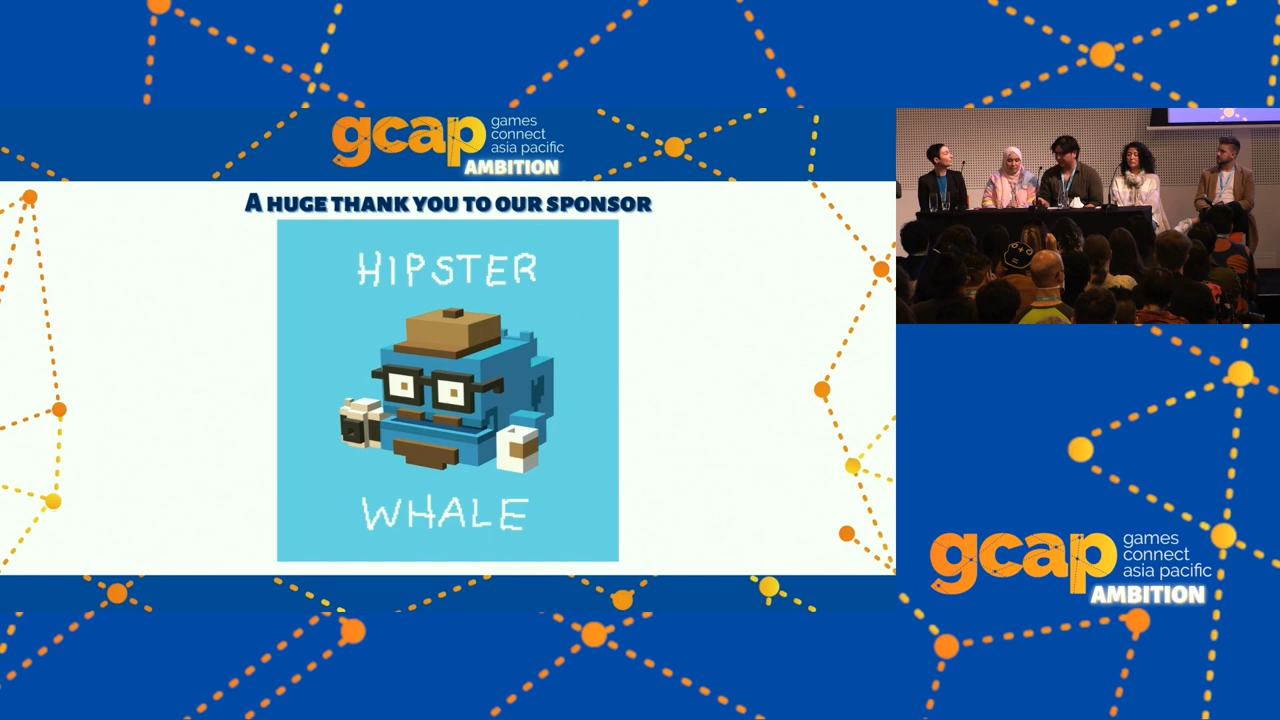 gcap games
connect
asia pacific
AMBITION
A HUGE THANK YOU TO OUR SPONSOR
HIPSTER
WHALE
gcap games
connect
asia pacific
AMBITION